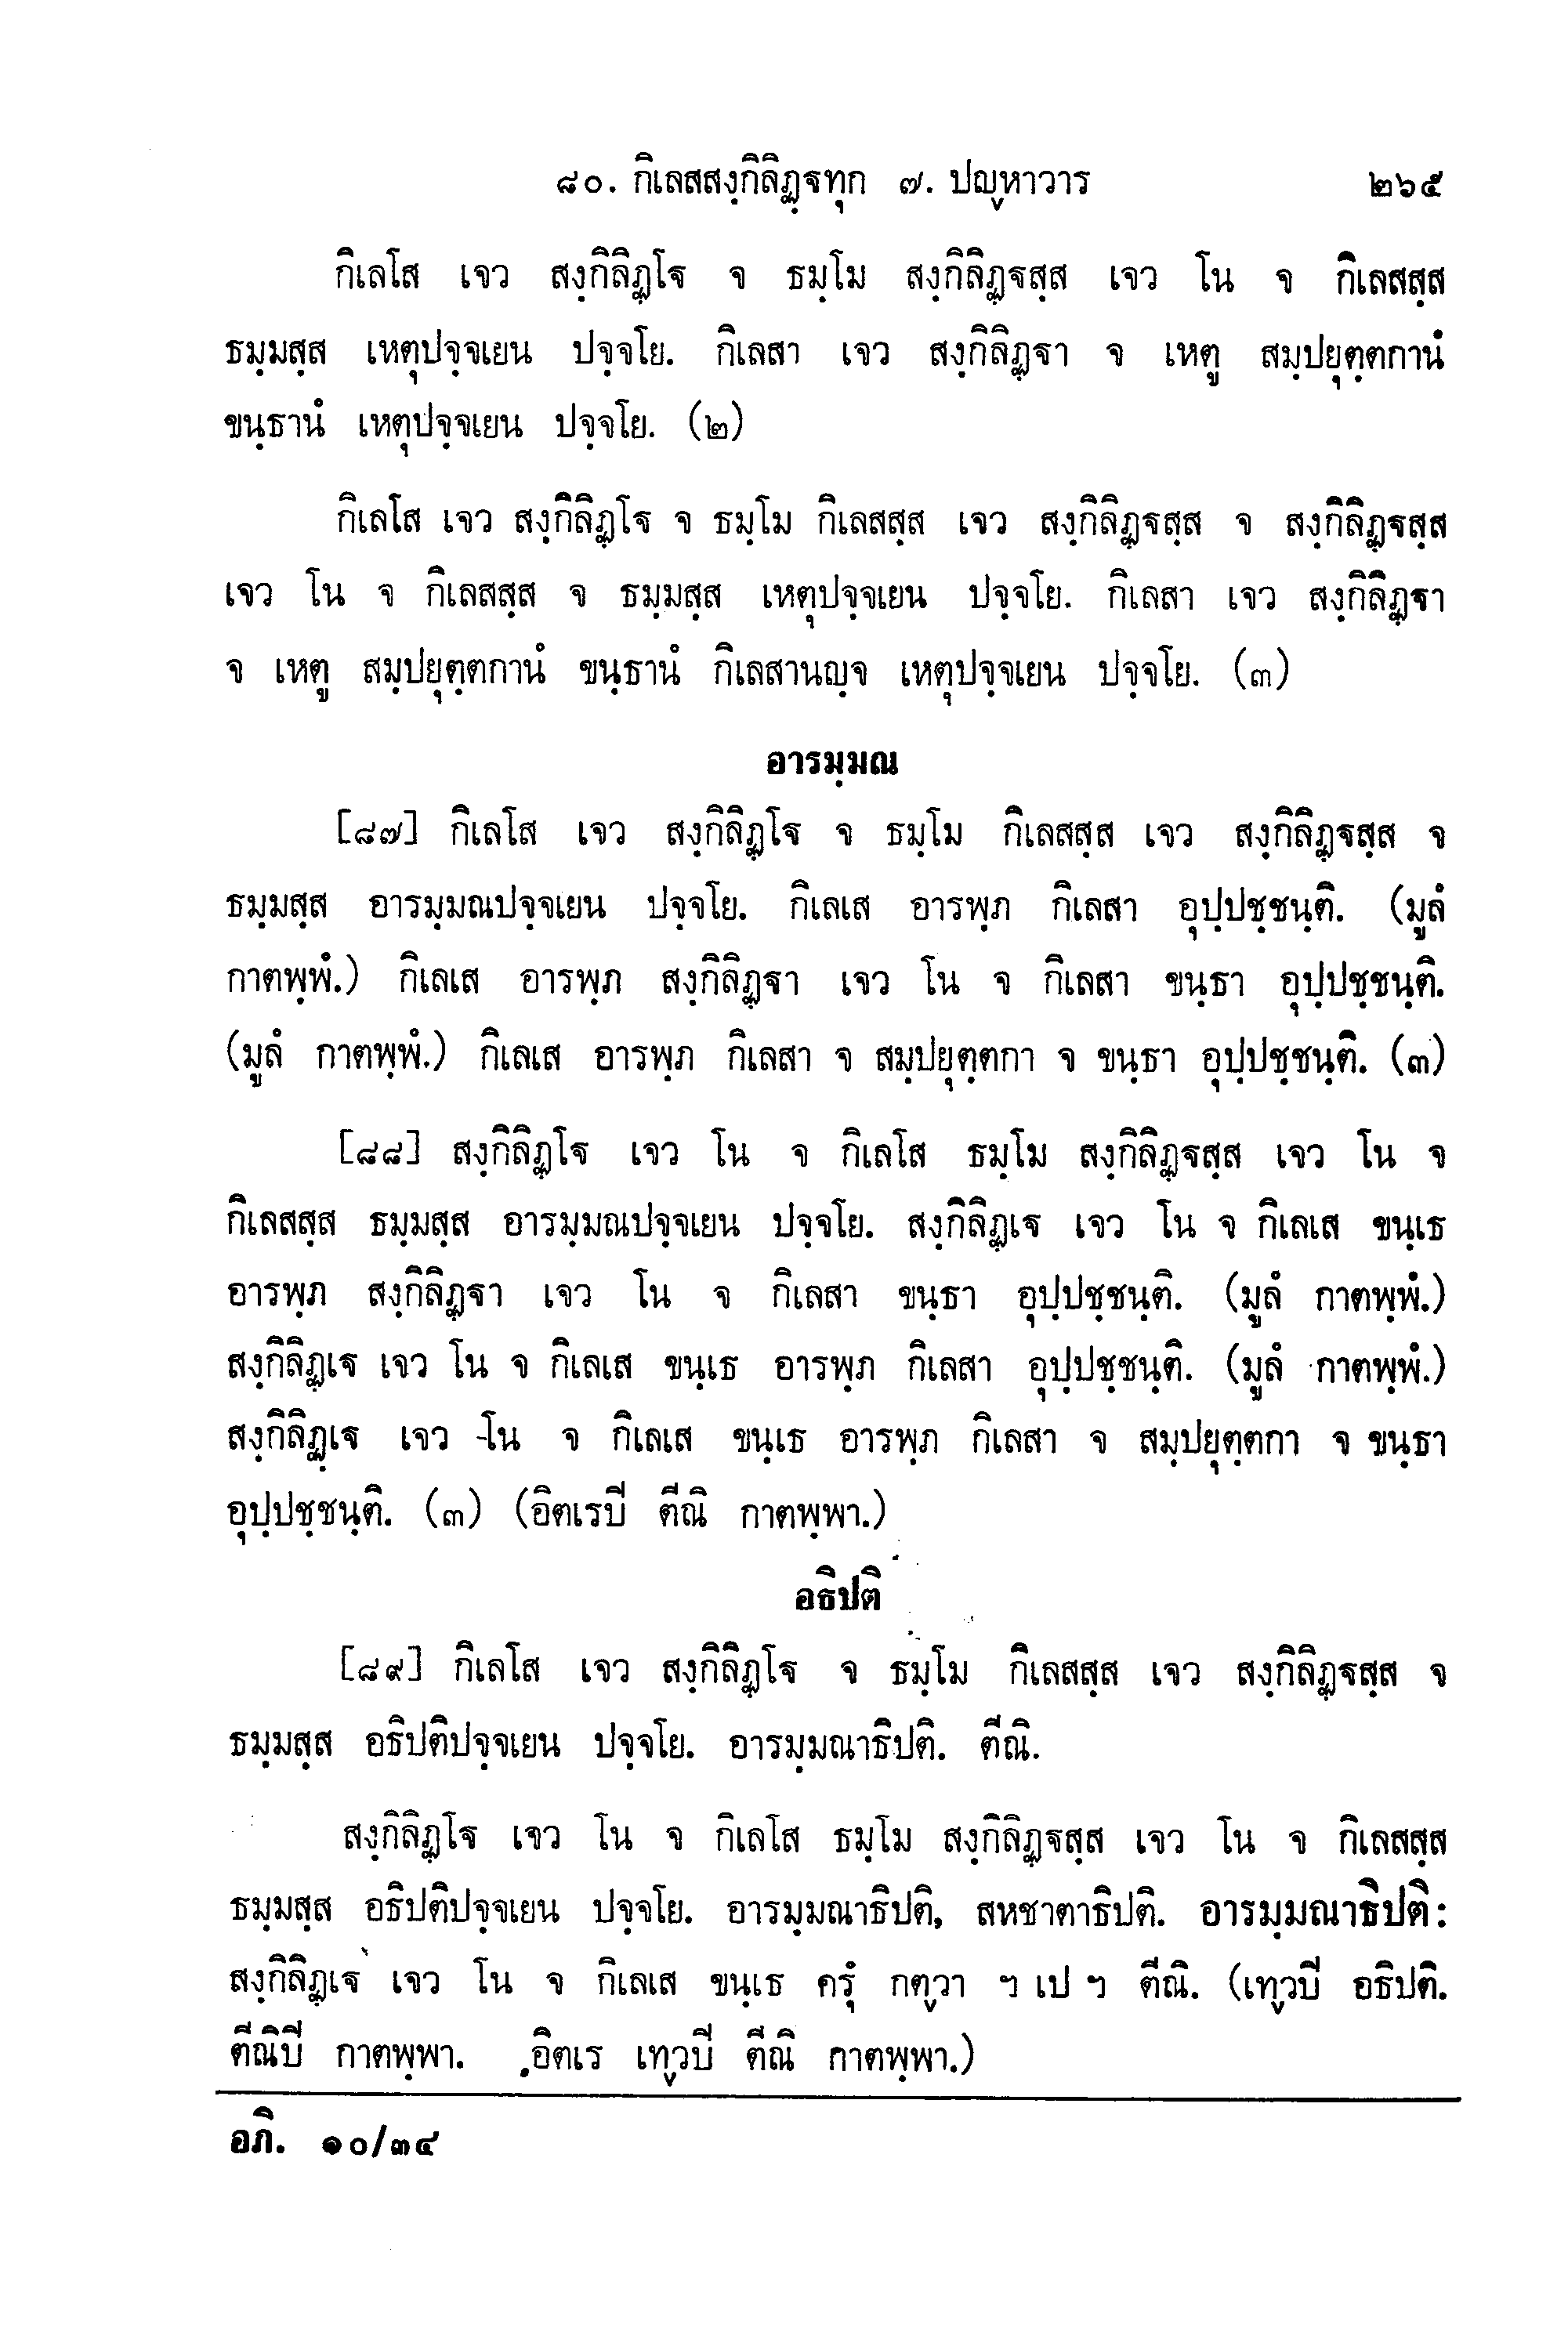 ๘๐. กิเลสสงฺกิลิฏฺฐทุก ๗. ปญฺหาวาร ๒๖๕
กิเลโส เจว สงฺกิลิฏฺโฐ จ ธมฺโม สงฺกิลิฏฺฐสฺส เจว โน จ กิเลสสฺส
ธมฺมสฺส เหตุปจฺจเยน ปจฺจโย. กิเลสา เจว สงฺกิลิฏฺฐา จ เหตู สมฺปยุตฺตกานํ
ขนฺธานํ เหตุปจฺจเยน ปจฺจโย. (๒)
กิเลโส เจว สงฺกิลิฏฺโฐ จ ธมฺโม กิเลสสฺส เจว สงฺกิลิฏฺฐสฺส จ สงฺกิลิฏฺฐสฺส
เจว โน จ กิเลสสฺส จ ธมฺมสฺส เหตุปจฺจเยน ปจฺจโย. กิเลสา เจว สงฺกิลิฏฺฐา
จ เหตู สมฺปยุตฺตกานํ ขนฺธานํ กิเลสานญฺจ เหตุปจฺจเยน ปจฺจโย. (๓)
อารมฺมณ
[๘๗] กิเลโส เจว สงฺกิลิฏฺโฐ จ ธมฺโม กิเลสสฺส เจว สงฺกิลิฏฺฐสฺส จ
ธมฺมสฺส อารมฺมณปจฺจเยน ปจฺจโย. กิเลเส อารพฺภ กิเลสา อุปฺปชฺชนฺติ. (มูลํ
กาตพฺพํ.) กิเลเส อารพฺภ สงฺกิลิฏฺฐา เจว โน จ กิเลสา ขนฺธา อุปฺปชฺชนฺติ.
(มูลํ กาตพฺพํ.) กิเลเส อารพฺภ กิเลสา จ สมฺปยุตฺตกา จ ขนฺธา อุปฺปชฺชนฺติ. (๓)
[๘๘] สงฺกิลิฏฺโฐ เจว โน จ กิเลโส ธมฺโม สงฺกิลิฏฺฐสฺส เจว โน จ
กิเลสสฺส ธมฺมสฺส อารมฺมณปจฺจเยน ปจฺจโย. สงฺกิลิฏฺเฐ เจว โน จ กิเลเส ขนฺเธ
อารพฺภ สงฺกิลิฏฺฐา เจว โน จ กิเลสา ขนฺธา อุปฺปชฺชนฺติ. (มูลํ กาตพฺพํ.)
สงฺกิลิฏฺเฐ เจว โน จ กิเลเส ขนฺเธ อารพฺภ กิเลสา อุปฺปชฺชนฺติ. (มูลํ กาตพฺพํ.)
สงฺกิลิฏฺเฐ เจว โน จ กิเลเส ขนฺเธ อารพฺภ กิเลสา จ สมฺปยุตฺตกา จ ขนฺธา
อุปฺปชฺชนฺติ. (๓) (อิตเรปี ตีณิ กาตพฺพา.)
อธิปติ
[๘๙] กิเลโส เจว สงฺกิลิฏฺโฐ จ ธมฺโม กิเลสสฺส เจว สงฺกิลิฏฺฐสฺส จ
ธมฺมสฺส อธิปติปจฺจเยน ปจฺจโย. อารมฺมณาธิปติ. ตีณิ.
สงฺกิลิฏฺโฐ เจว โน จ กิเลโส ธมฺโม สงฺกิลิฏฺฐสฺส เจว โน จ กิเลสสฺส
ธมฺมสฺส อธิปติปจฺจเยน ปจฺจโย. อารมฺมณาธิปติ, สหชาตาธิปติ. อารมฺมณาธิปติ:
สงฺกิลิฏฺเฐ เจว โน จ กิเลเส ขนฺเธ ครุํ กตฺวา ฯ เป ฯ ตีณิ. (เทฺวปี อธิปติ.
ตีณิปี กาตพฺพา. อิตเร เทฺวปี ตีณิ กาตพฺพา.)
อภิ. ๑๐/๓๔